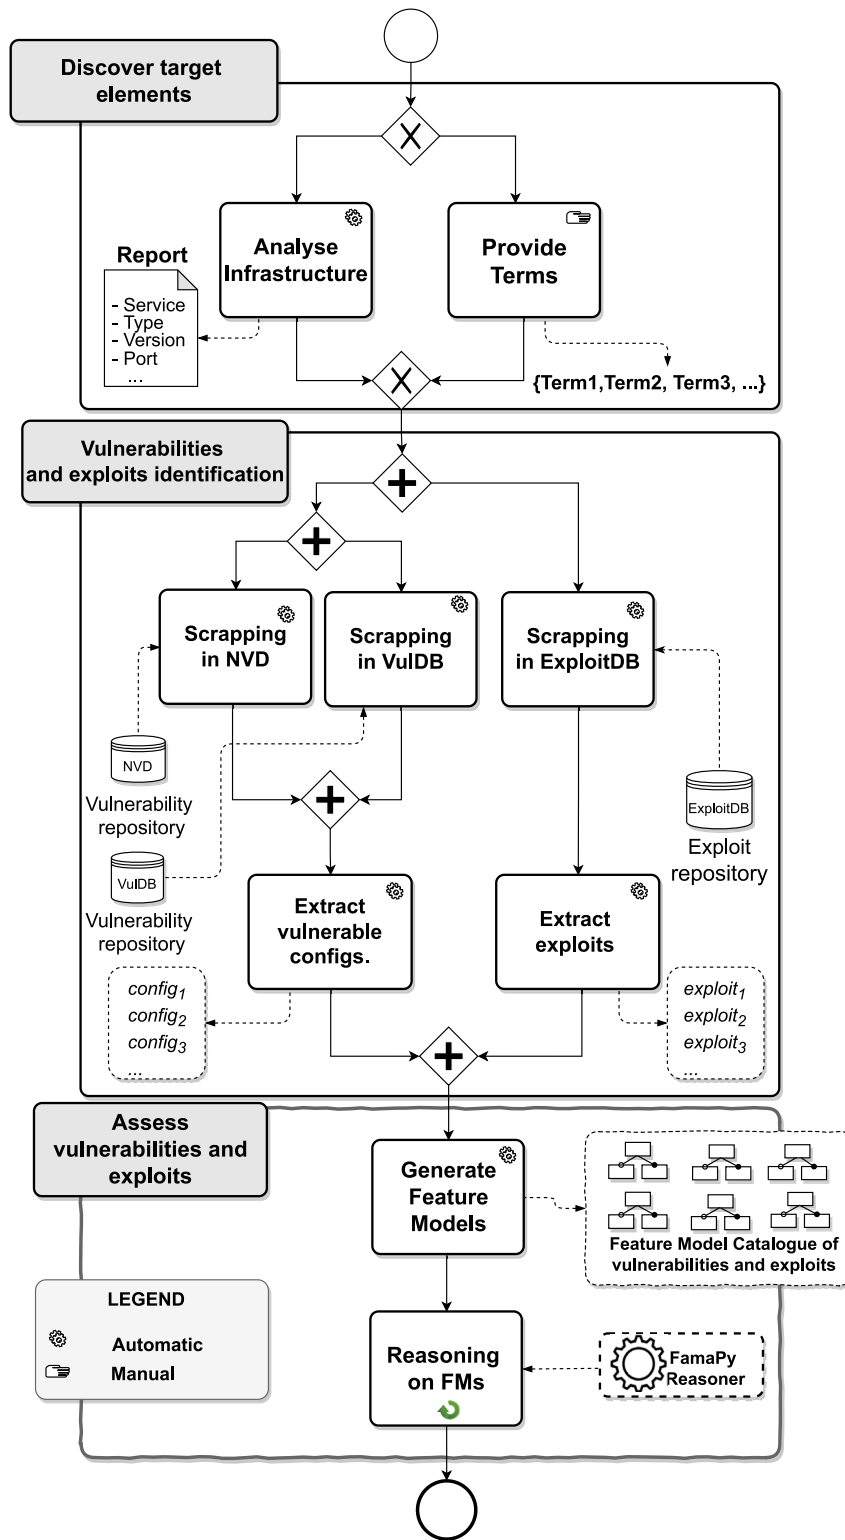 Discover target
elements
Analyse
Infrastructure
Provide
Terms
Report
- Service
- Type
- Version
- Port
...
{Term1,Term2, Term3, ...}
Vulnerabilities
and exploits identification
Scrapping
in NVD
Scrapping
in VulDB
Scrapping
in ExploitDB
NVD
Vulnerability
repository
ExploitDB
Exploit
repository
VulDB
Vulnerability
repository
Extract
vulnerable
configs.
Extract
exploits
config1
config2
config3
...
exploit1
exploit2
exploit3
...
Assess
vulnerabilities and
exploits
Generate
Feature
Models
Feature Model Catalogue of
vulnerabilities and exploits
LEGEND
Automatic
Manual
Reasoning
on FMs
FamaPy
Reasoner